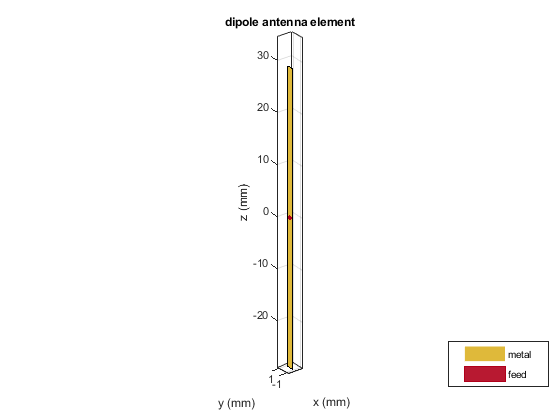 dipole antenna element
30
20
10
0
-10
-20
z (mm)
1
-1
y (mm)
x (mm)
metal
feed